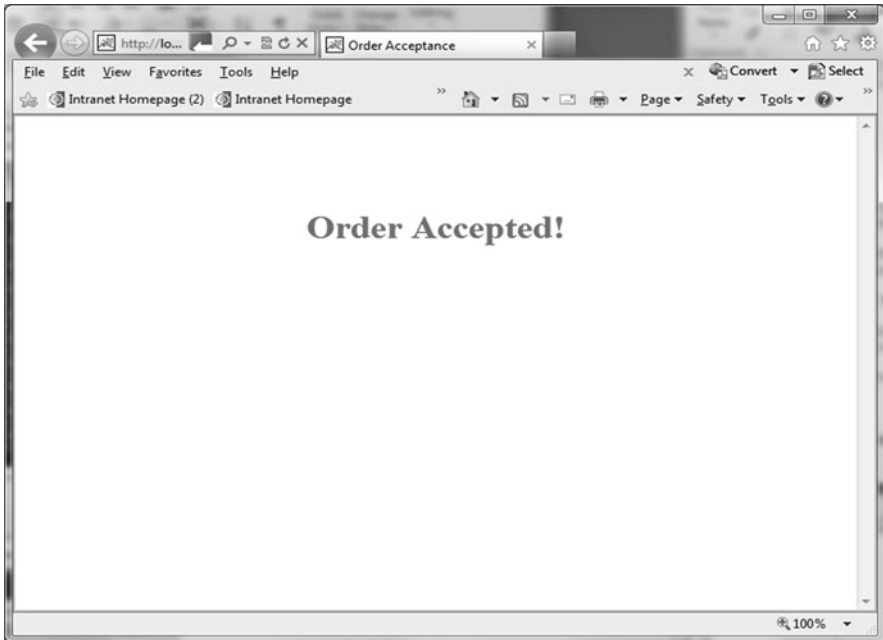 http://lo...
Order Acceptance
File Edit View Favorites Tools Help
Convert Select
Intranet Homepage (2) Intranet Homepage
Page Safety Tools
Order Accepted!
100%